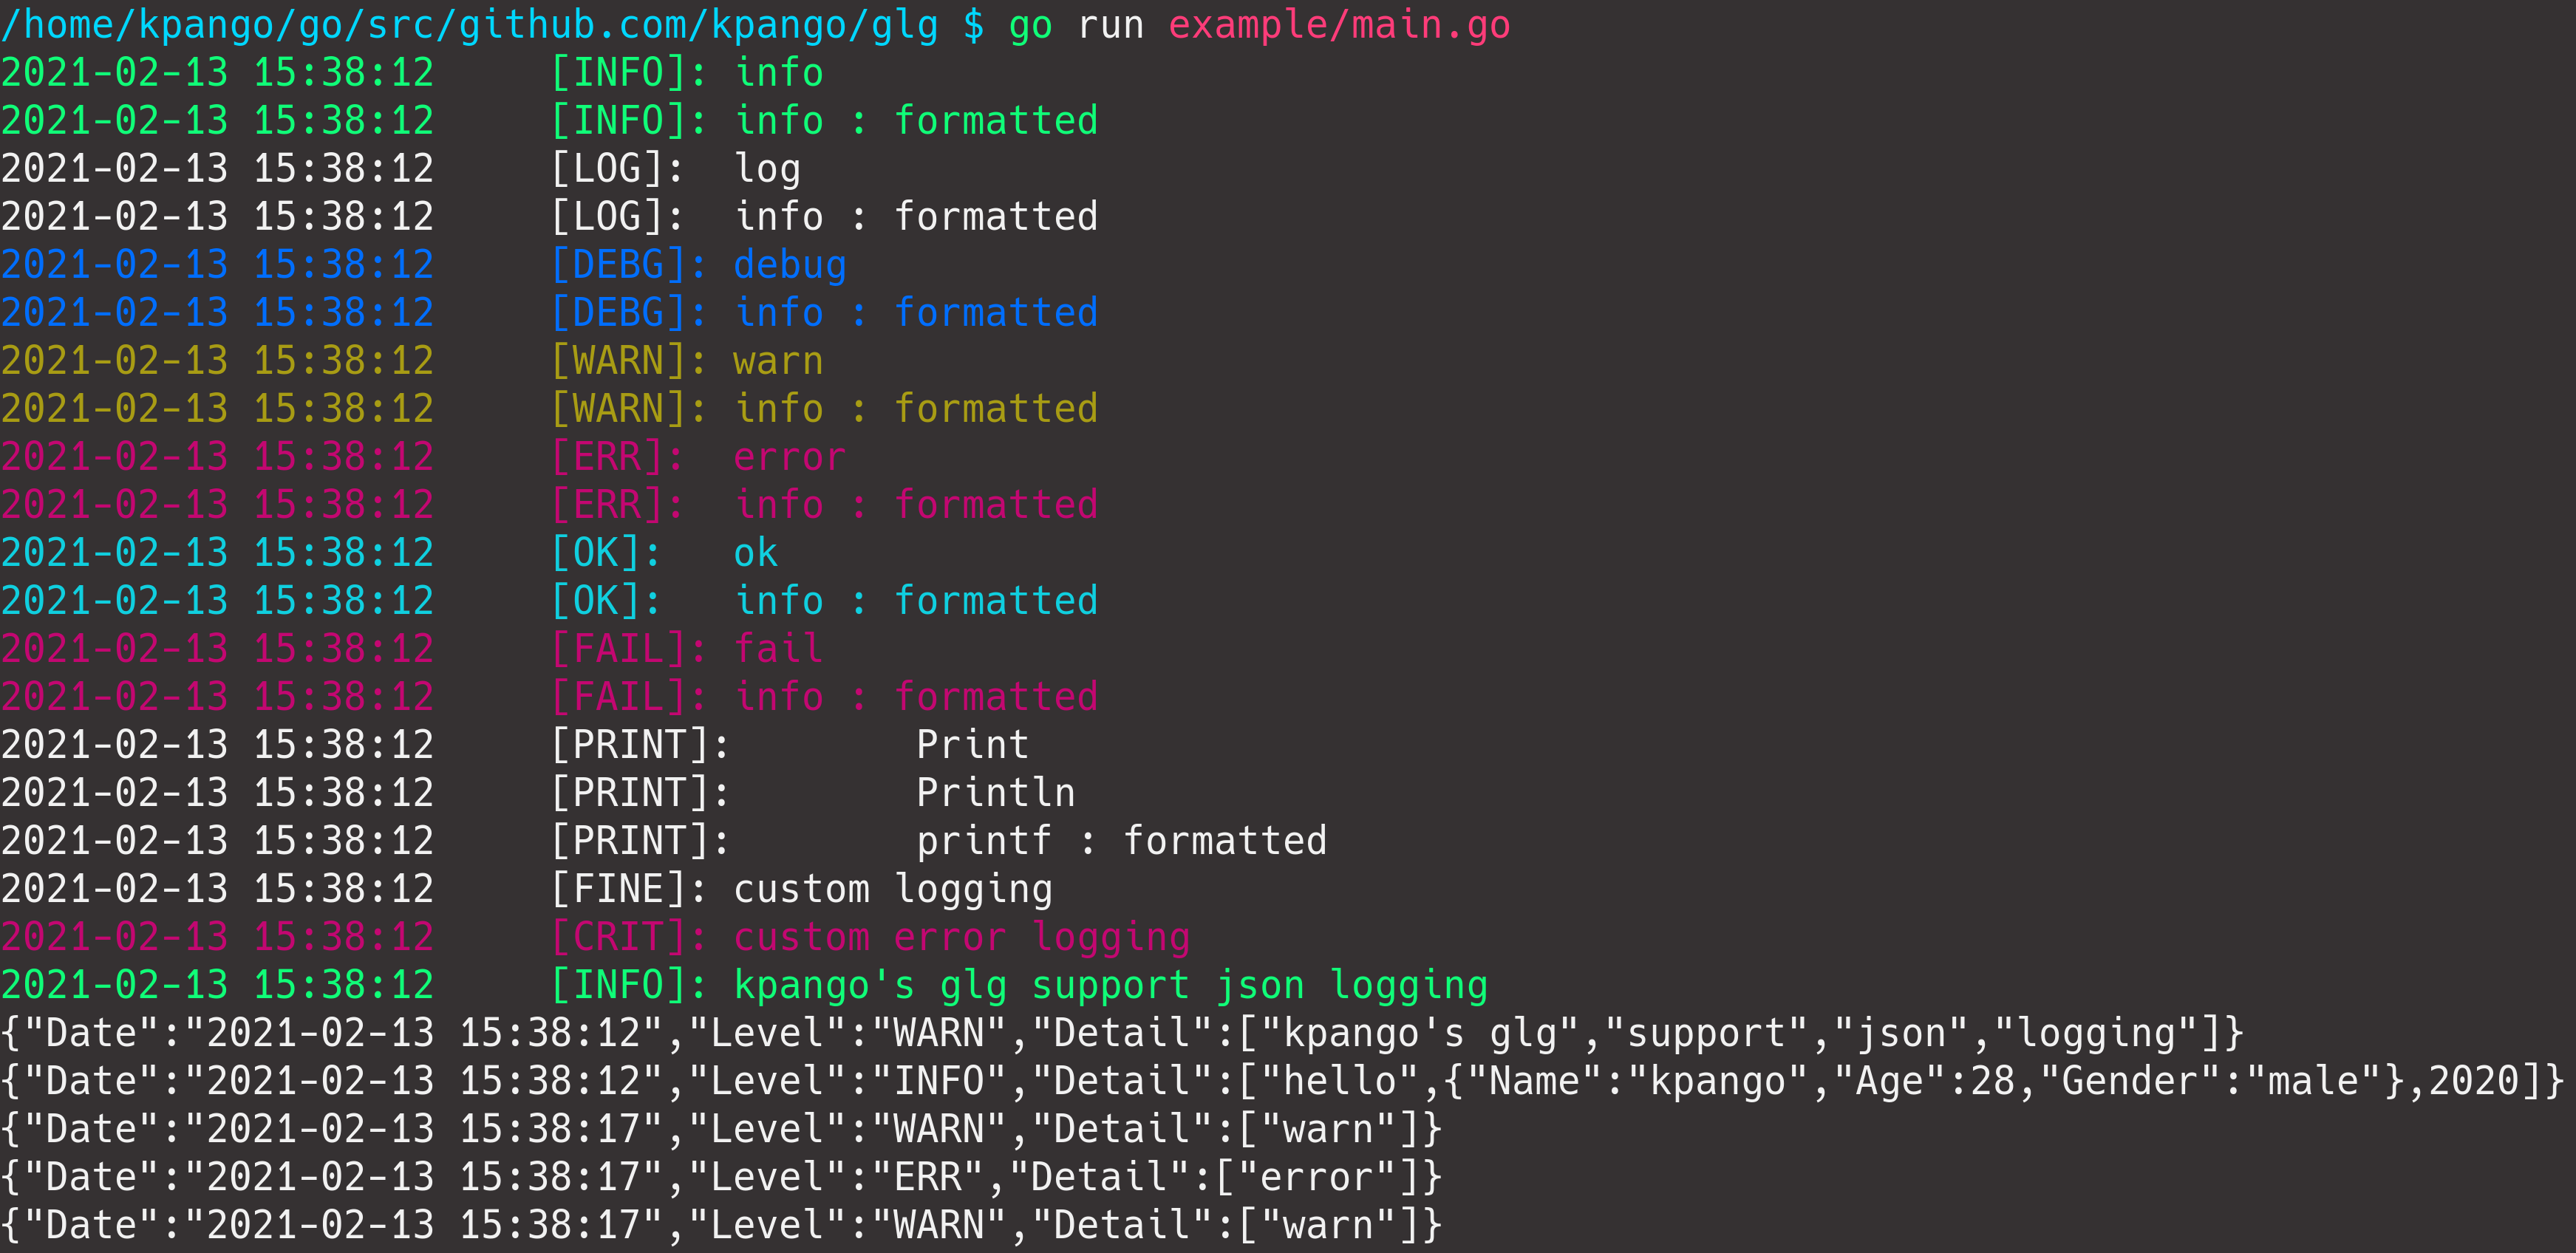 /home/kpango/go/src/github.com/kpango/glg $ go run example/main.go
2021-02-13 15:38:12     [INFO]: info
2021-02-13 15:38:12     [INFO]: info : formatted
2021-02-13 15:38:12     [LOG]:  log
2021-02-13 15:38:12     [LOG]:  info : formatted
2021-02-13 15:38:12     [DEBG]: debug
2021-02-13 15:38:12     [DEBG]: info : formatted
2021-02-13 15:38:12     [WARN]: warn
2021-02-13 15:38:12     [WARN]: info : formatted
2021-02-13 15:38:12     [ERR]:  error
2021-02-13 15:38:12     [ERR]:  info : formatted
2021-02-13 15:38:12     [OK]:   ok
2021-02-13 15:38:12     [OK]:   info : formatted
2021-02-13 15:38:12     [FAIL]: fail
2021-02-13 15:38:12     [FAIL]: info : formatted
2021-02-13 15:38:12     [PRINT]:        Print
2021-02-13 15:38:12     [PRINT]:        Println
2021-02-13 15:38:12     [PRINT]:        printf : formatted
2021-02-13 15:38:12     [FINE]: custom logging
2021-02-13 15:38:12     [CRIT]: custom error logging
2021-02-13 15:38:12     [INFO]: kpango's glg support json logging
{"Date":"2021-02-13 15:38:12","Level":"WARN","Detail":["kpango's glg","support","json","logging"]}
{"Date":"2021-02-13 15:38:12","Level":"INFO","Detail":["hello",{"Name":"kpango","Age":28,"Gender":"male"},2020]}
{"Date":"2021-02-13 15:38:17","Level":"WARN","Detail":["warn"]}
{"Date":"2021-02-13 15:38:17","Level":"ERR","Detail":["error"]}
{"Date":"2021-02-13 15:38:17","Level":"WARN","Detail":["warn"]}